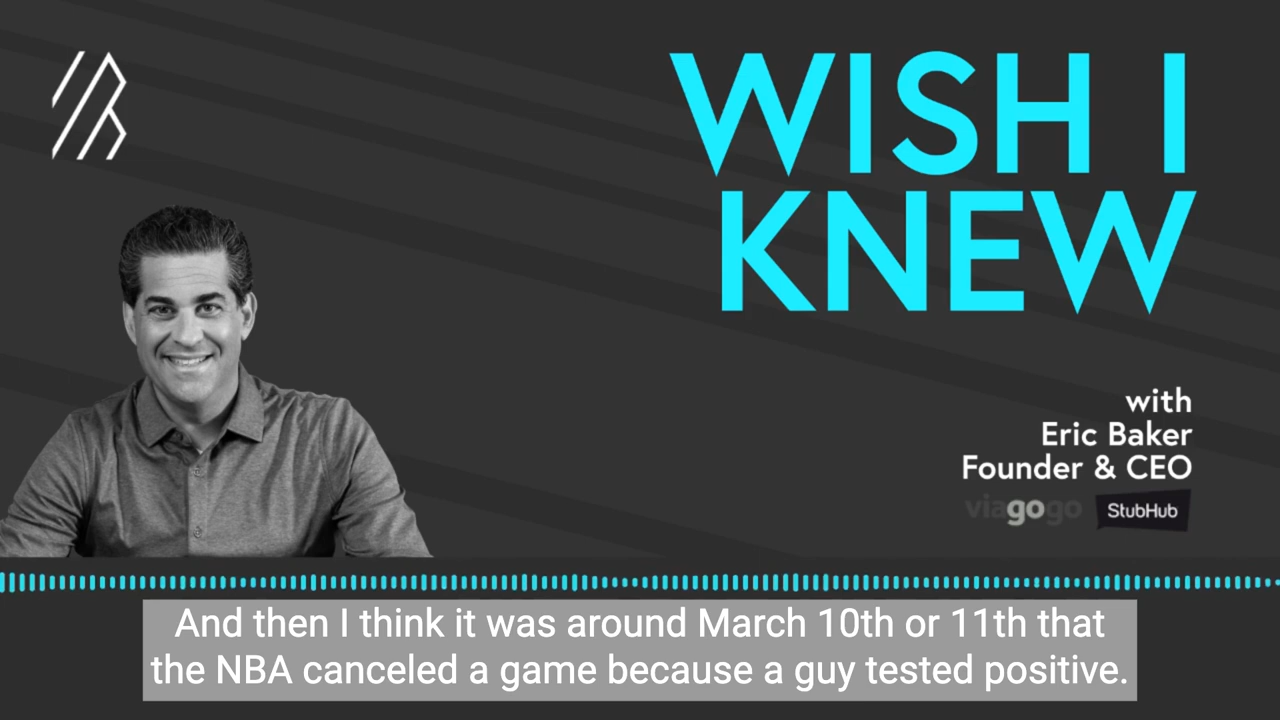 WISH I
KNEW
with
Eric Baker
Founder & CEO
viagogo StubHub
And then I think it was around March 10th or 11th that
the NBA canceled a game because a guy tested positive.